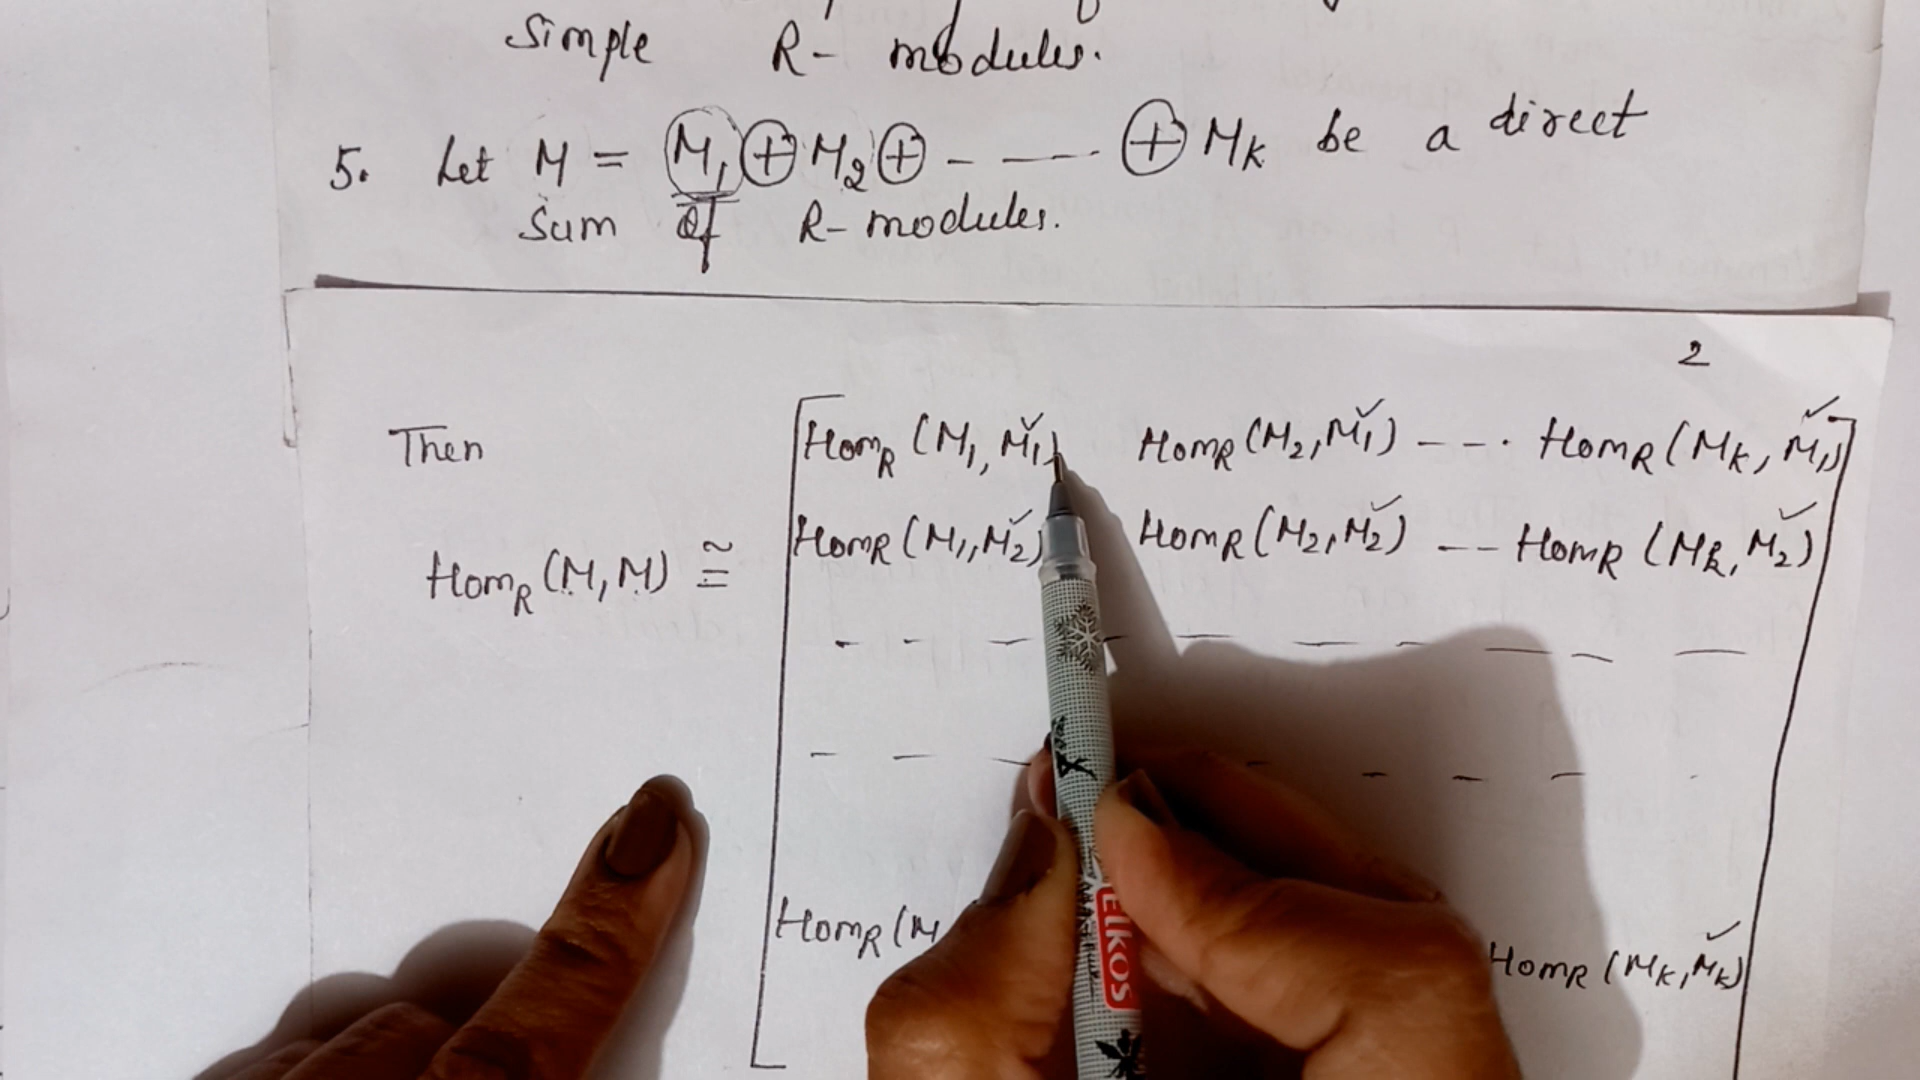 Simple R- modules.
5. Let M = M₁ ⊕ M₂ ⊕ - — ⊕ Mk be a direct
Sum of R- modules.
2
Then
HomR (M, M) ≅
HomR (M₁, M₁) HomR (M₂, M₁) --- HomR (Mk, M₁)
HomR (M₁, M₂) HomR (M₂, M₂) -- HomR (Mk, M₂)
HomR (M HomR (Mk, Mk)
Elkos